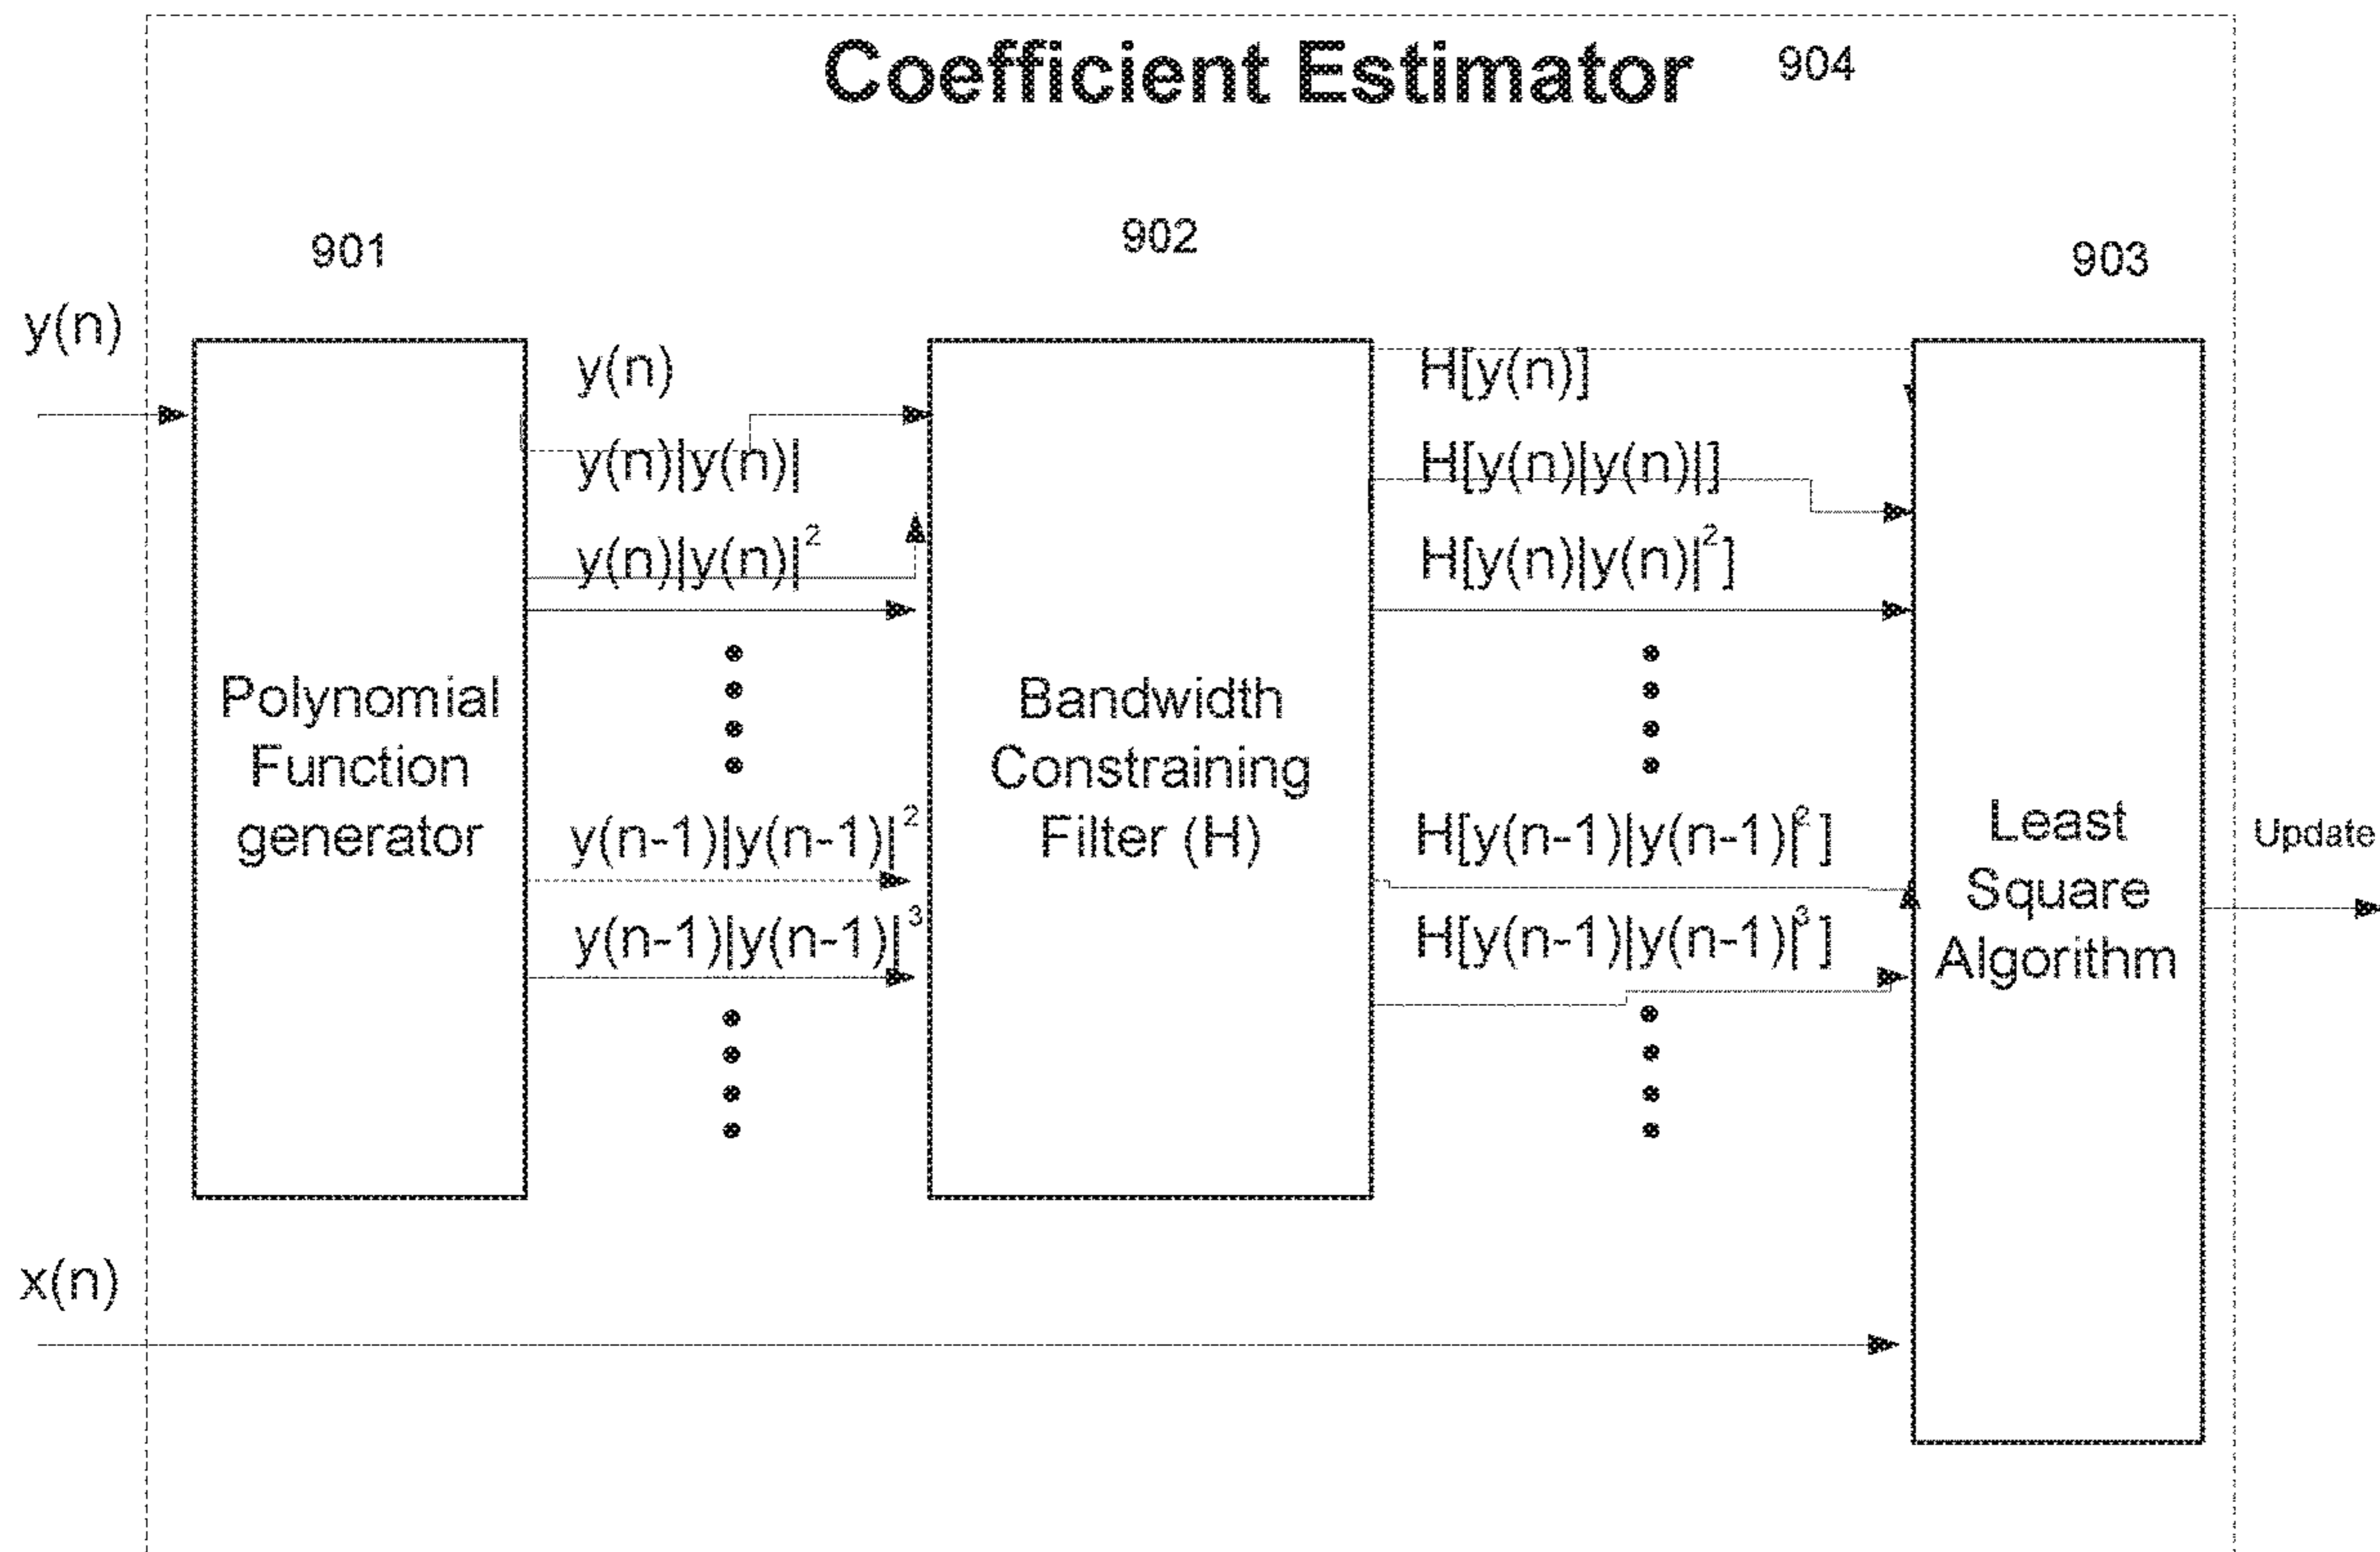 Coefficient Estimator 904
901
902
903
y(n)
y(n)
y(n)|y(n)|
y(n)|y(n)|²
y(n-1)|y(n-1)|²
y(n-1)|y(n-1)|³
H[y(n)]
H[y(n)|y(n)|]
H[y(n)|y(n)|²]
H[y(n-1)|y(n-1)|²]
H[y(n-1)|y(n-1)|³]
Polynomial
Function
generator
Bandwidth
Constraining
Filter (H)
Least
Square
Algorithm
Update
x(n)